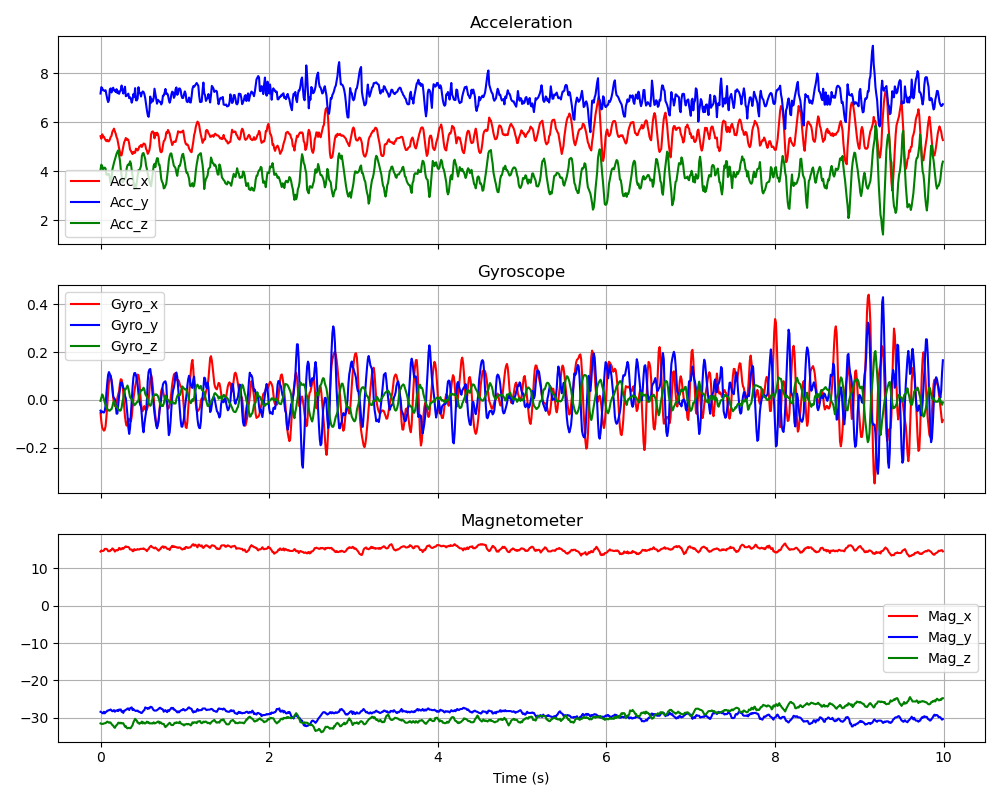 Acceleration
8
6
4
2
Acc_x
Acc_y
Acc_z
Gyroscope
0.4
0.2
0.0
−0.2
Gyro_x
Gyro_y
Gyro_z
Magnetometer
10
0
−10
−20
−30
Mag_x
Mag_y
Mag_z
0 2 4 6 8 10
Time (s)